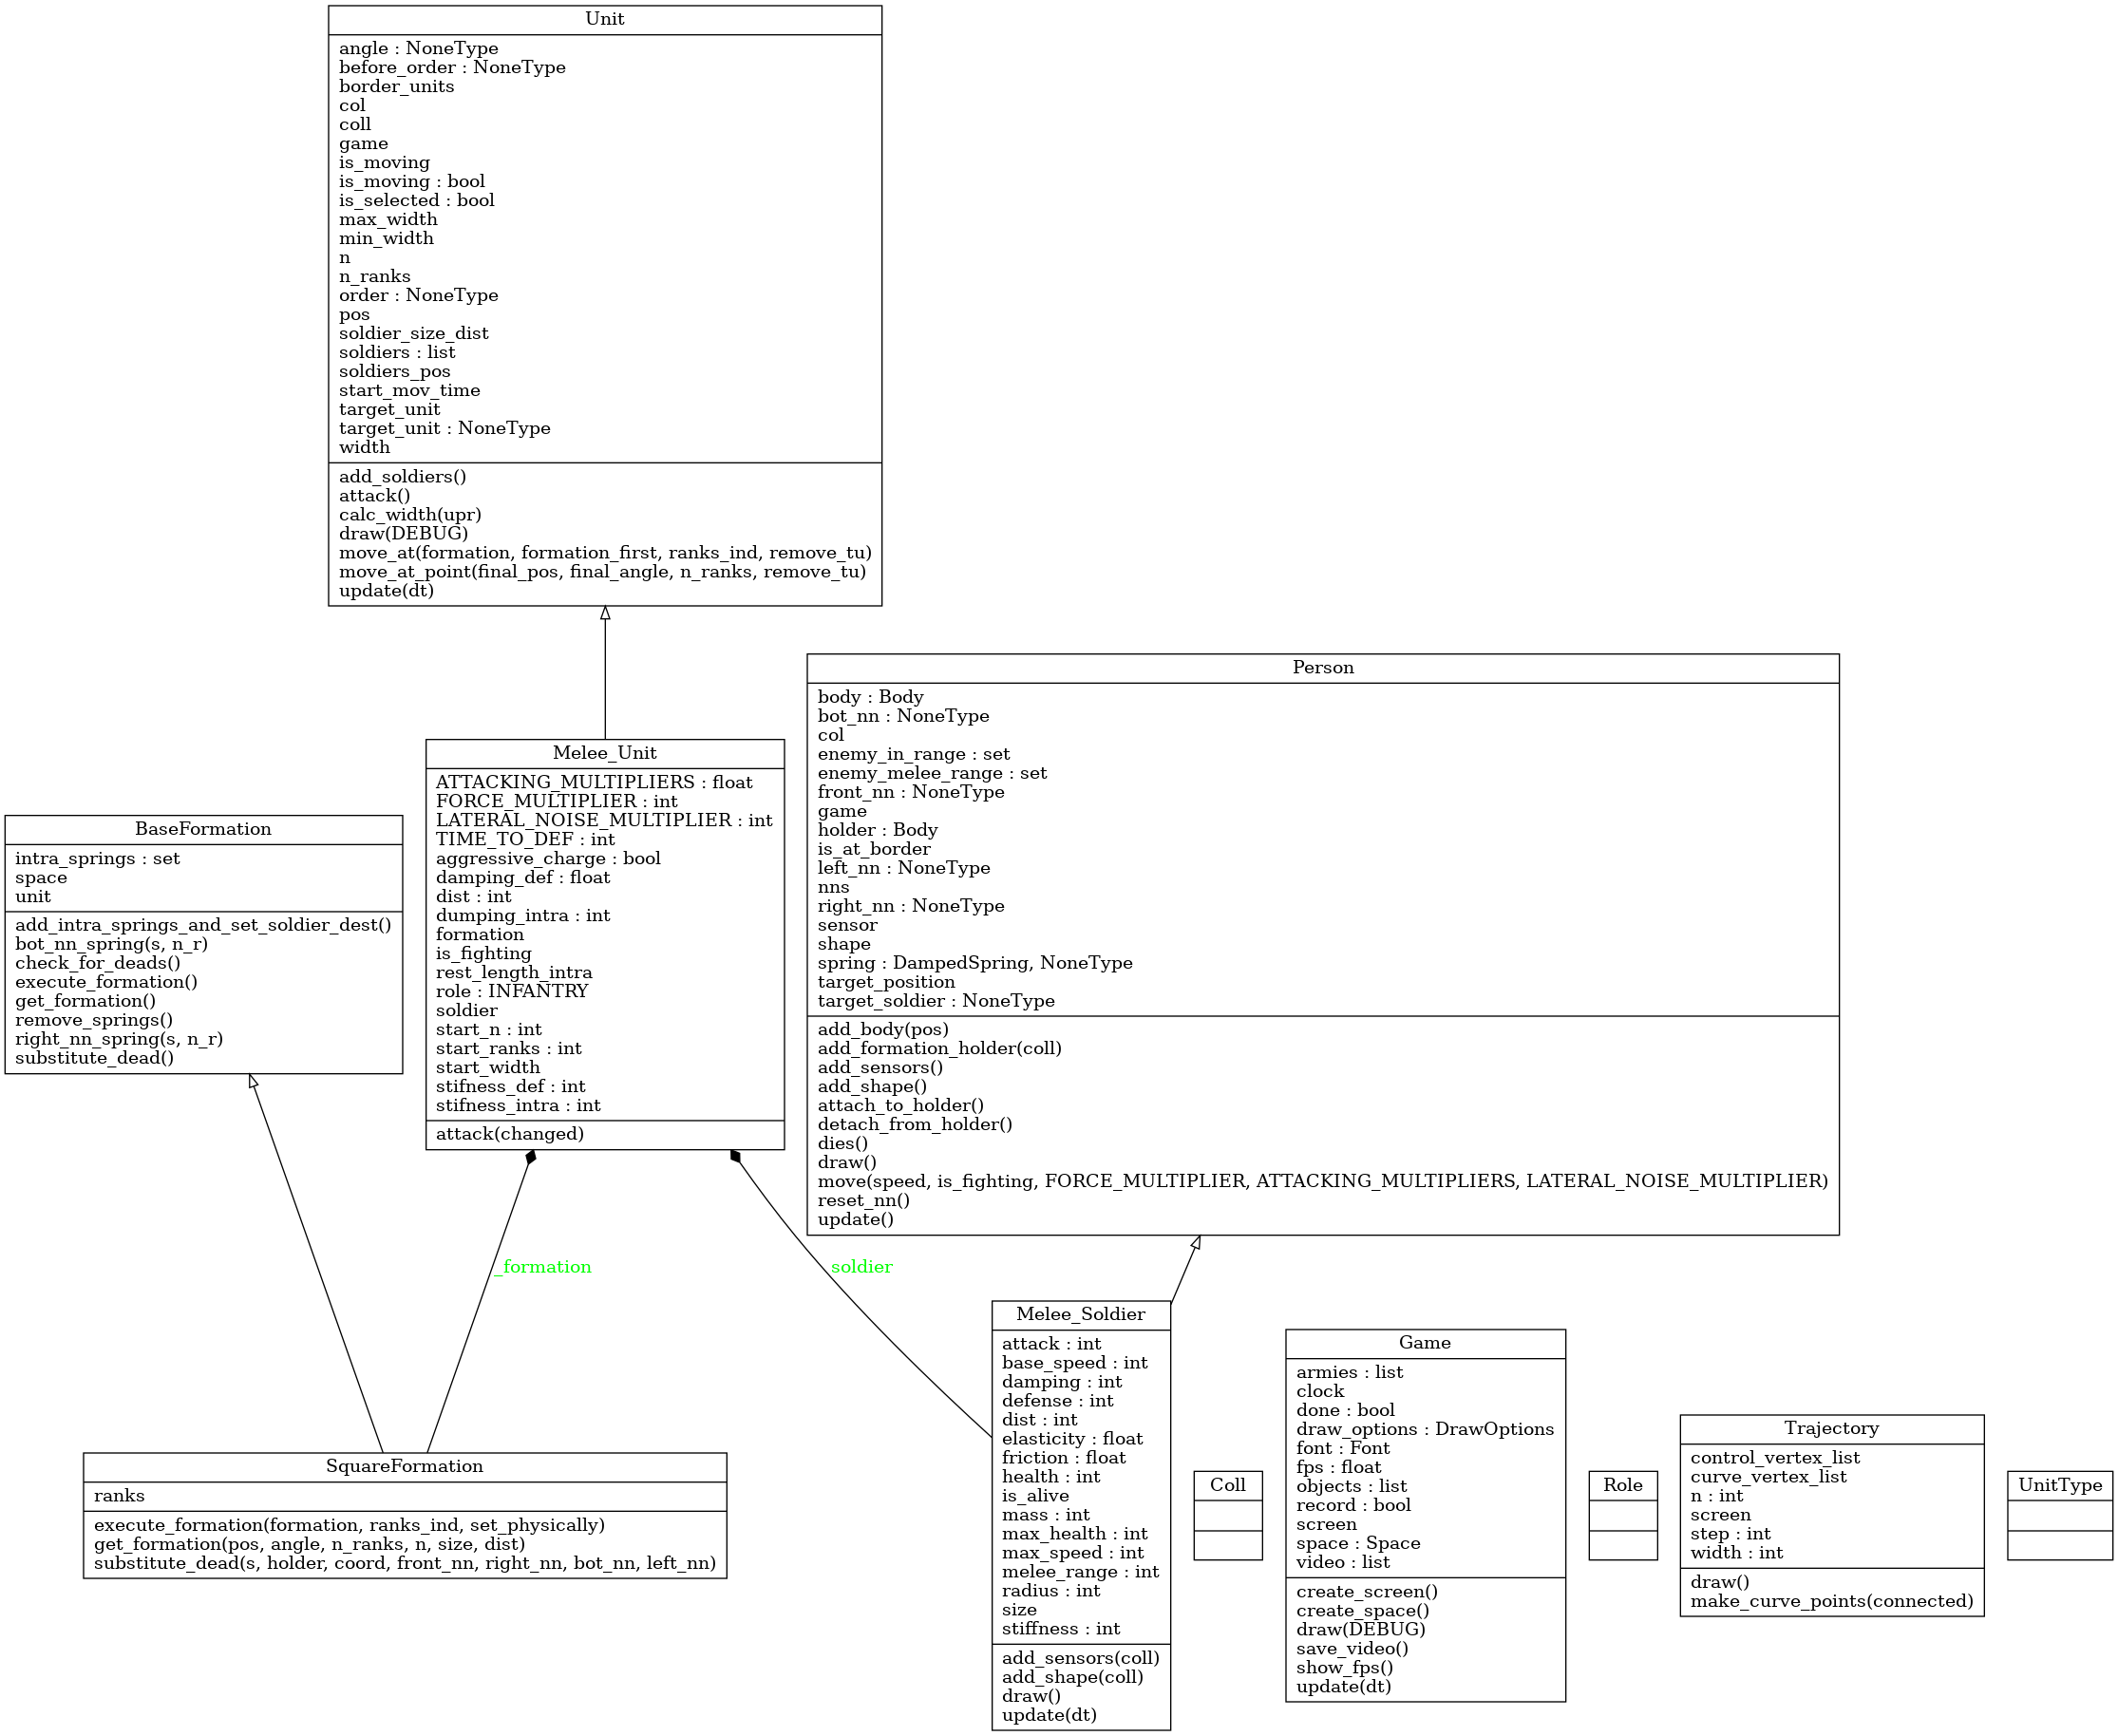 Unit
angle : NoneType
before_order : NoneType
border_units
col
coll
game
is_moving
is_moving : bool
is_selected : bool
max_width
min_width
n
n_ranks
order : NoneType
pos
soldier_size_dist
soldiers : list
soldiers_pos
start_mov_time
target_unit
target_unit : NoneType
width
add_soldiers()
attack()
calc_width(upr)
draw(DEBUG)
move_at(formation, formation_first, ranks_ind, remove_tu)
move_at_point(final_pos, final_angle, n_ranks, remove_tu)
update(dt)
BaseFormation
intra_springs : set
space
unit
add_intra_springs_and_set_soldier_dest()
bot_nn_spring(s, n_r)
check_for_deads()
execute_formation()
get_formation()
remove_springs()
right_nn_spring(s, n_r)
substitute_dead()
Melee_Unit
ATTACKING_MULTIPLIERS : float
FORCE_MULTIPLIER : int
LATERAL_NOISE_MULTIPLIER : int
TIME_TO_DEF : int
aggressive_charge : bool
damping_def : float
dist : int
dumping_intra : int
formation
is_fighting
rest_length_intra
role : INFANTRY
soldier
start_n : int
start_ranks : int
start_width
stifness_def : int
stifness_intra : int
attack(changed)
Person
body : Body
bot_nn : NoneType
col
enemy_in_range : set
enemy_melee_range : set
front_nn : NoneType
game
holder : Body
is_at_border
left_nn : NoneType
nns
right_nn : NoneType
sensor
shape
spring : DampedSpring, NoneType
target_position
target_soldier : NoneType
add_body(pos)
add_formation_holder(coll)
add_sensors()
add_shape()
attach_to_holder()
detach_from_holder()
dies()
draw()
move(speed, is_fighting, FORCE_MULTIPLIER, ATTACKING_MULTIPLIERS, LATERAL_NOISE_MULTIPLIER)
reset_nn()
update()
_formation
soldier
SquareFormation
ranks
execute_formation(formation, ranks_ind, set_physically)
get_formation(pos, angle, n_ranks, n, size, dist)
substitute_dead(s, holder, coord, front_nn, right_nn, bot_nn, left_nn)
Melee_Soldier
attack : int
base_speed : int
damping : int
defense : int
dist : int
elasticity : float
friction : float
health : int
is_alive
mass : int
max_health : int
max_speed : int
melee_range : int
radius : int
size
stiffness : int
add_sensors(coll)
add_shape(coll)
draw()
update(dt)
Coll
Game
armies : list
clock
done : bool
draw_options : DrawOptions
font : Font
fps : float
objects : list
record : bool
screen
space : Space
video : list
create_screen()
create_space()
draw(DEBUG)
save_video()
show_fps()
update(dt)
Role
Trajectory
control_vertex_list
curve_vertex_list
n : int
screen
step : int
width : int
draw()
make_curve_points(connected)
UnitType